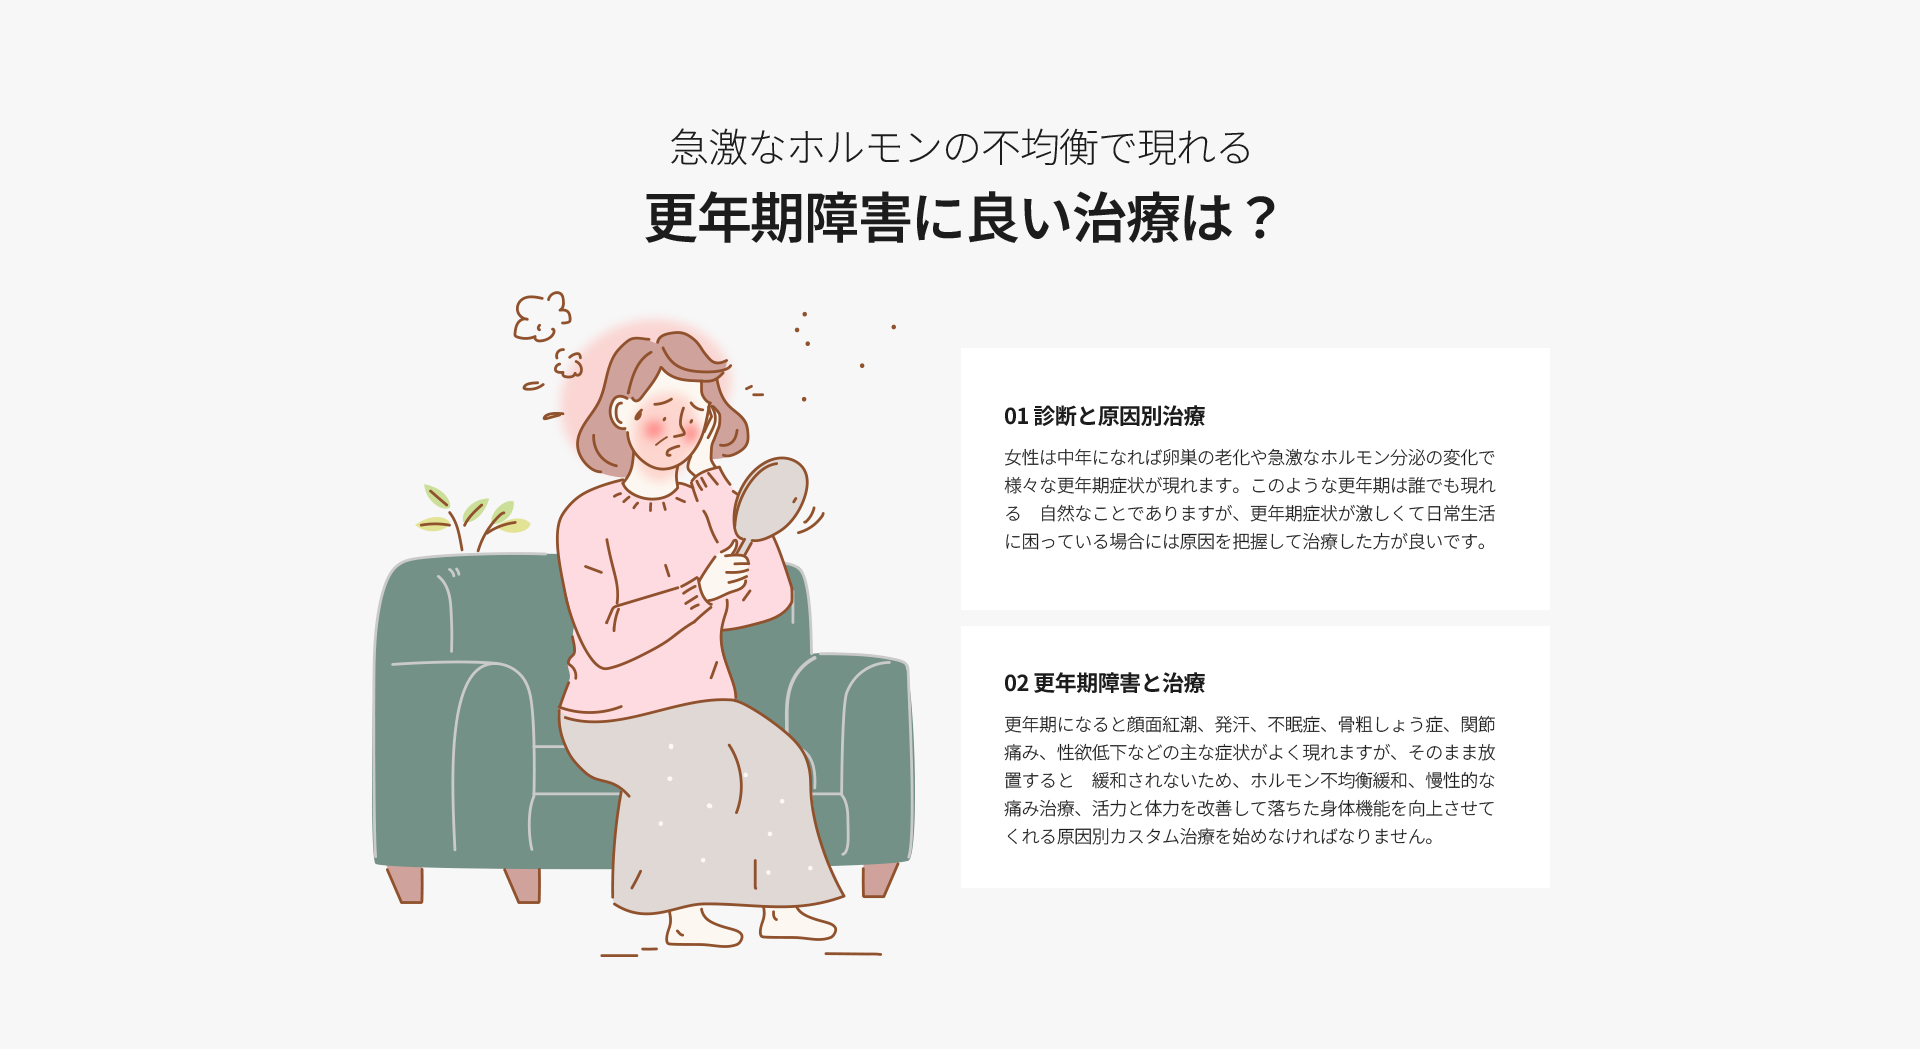 急激なホルモンの不均衡で現れる
更年期障害に良い治療は？
01 診断と原因別治療
女性は中年になれば卵巣の老化や急激なホルモン分泌の変化で
様々な更年期症状が現れます。このような更年期は誰でも現れ
る　自然なことでありますが、更年期症状が激しくて日常生活
に困っている場合には原因を把握して治療した方が良いです。
02 更年期障害と治療
更年期になると顔面紅潮、発汗、不眠症、骨粗しょう症、関節
痛み、性欲低下などの主な症状がよく現れますが、そのまま放
置すると　緩和されないため、ホルモン不均衡緩和、慢性的な
痛み治療、活力と体力を改善して落ちた身体機能を向上させて
くれる原因別カスタム治療を始めなければなりません。